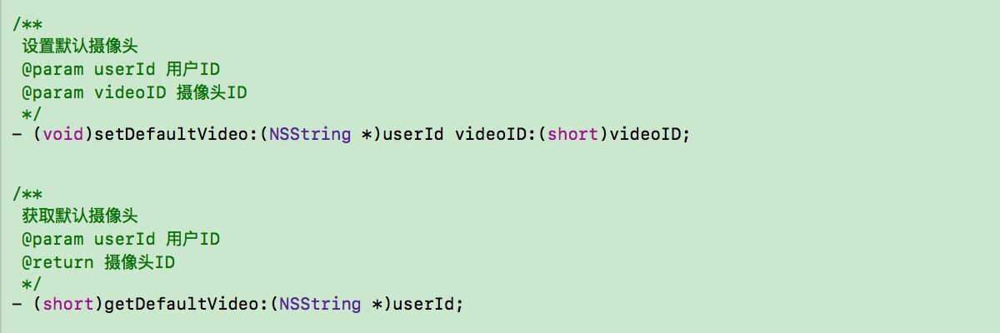 /**
 设置默认摄像头
 @param userId 用户ID
 @param videoID 摄像头ID
 */
- (void)setDefaultVideo:(NSString *)userId videoID:(short)videoID;
/**
 获取默认摄像头
 @param userId 用户ID
 @return 摄像头ID
 */
- (short)getDefaultVideo:(NSString *)userId;